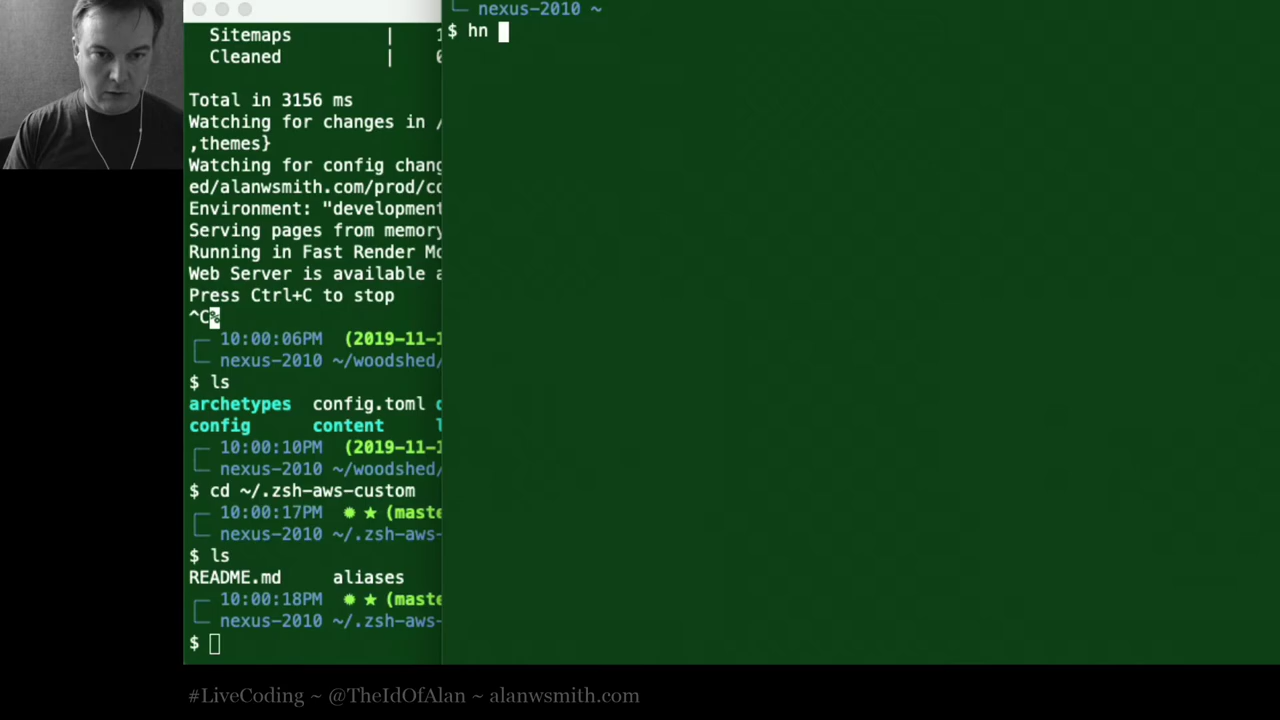 Sitemaps | 1
Cleaned |
Total in 3156 ms
Watching for changes in /
,themes}
Watching for config chang
ed/alanwsmith.com/prod/co
Environment: "development
Serving pages from memory
Running in Fast Render Mo
Web Server is available a
Press Ctrl+C to stop
^C%
10:00:06PM (2019-11-1
nexus-2010 ~/woodshed/
$ ls
archetypes config.toml
config content
10:00:10PM (2019-11-1
nexus-2010 ~/woodshed/
$ cd ~/.zsh-aws-custom
10:00:17PM ✹ ★ (maste
nexus-2010 ~/.zsh-aws-
$ ls
README.md aliases
10:00:18PM ✹ ★ (maste
nexus-2010 ~/.zsh-aws-
$
nexus-2010 ~
$ hn
#LiveCoding ~ @TheIdOfAlan ~ alanwsmith.com